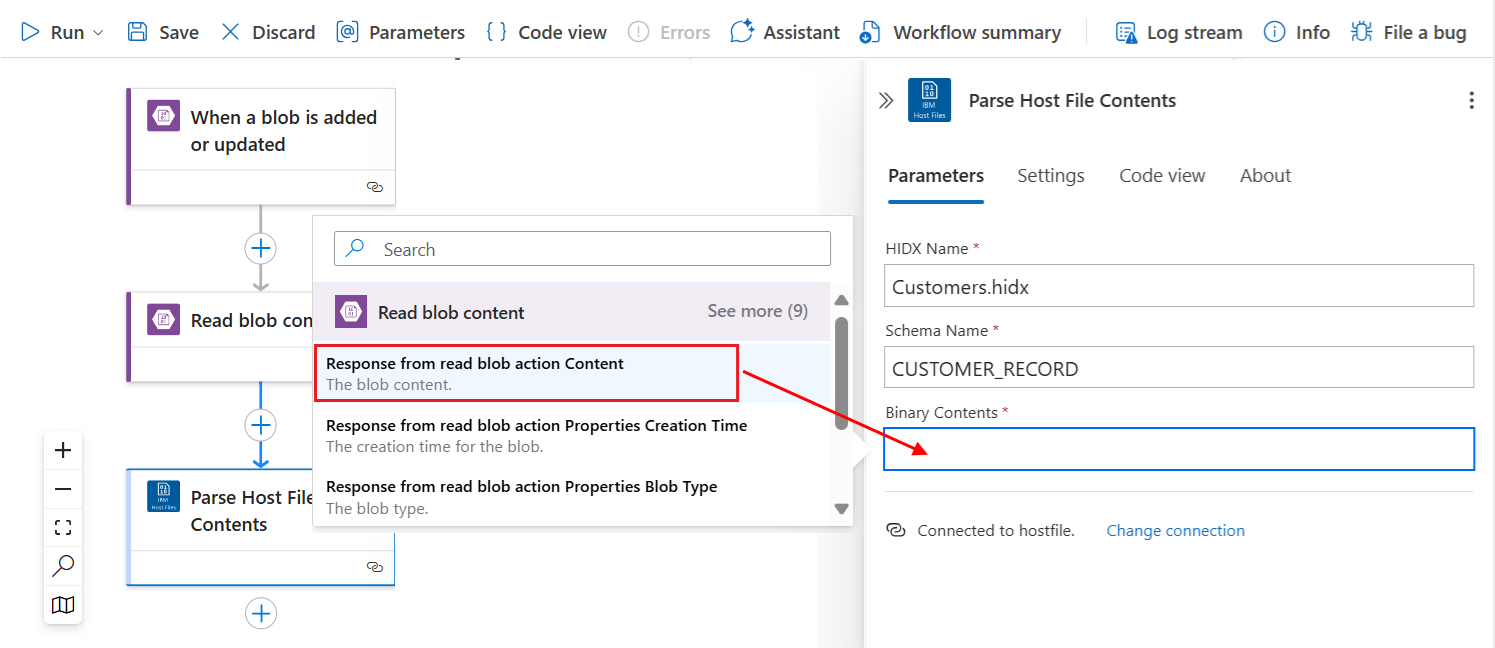 Run Save Discard Parameters Code view Errors Assistant Workflow summary Log stream Info File a bug
When a blob is added
or updated
Read blob con
Parse Host File
Contents
IBM
Host Files
Search
Read blob content See more (9)
Response from read blob action Content
The blob content.
Response from read blob action Properties Creation Time
The creation time for the blob.
Response from read blob action Properties Blob Type
The blob type.
IBM
Host Files
Parse Host File Contents
Parameters Settings Code view About
HIDX Name *
Customers.hidx
Schema Name *
CUSTOMER_RECORD
Binary Contents *
Connected to hostfile. Change connection